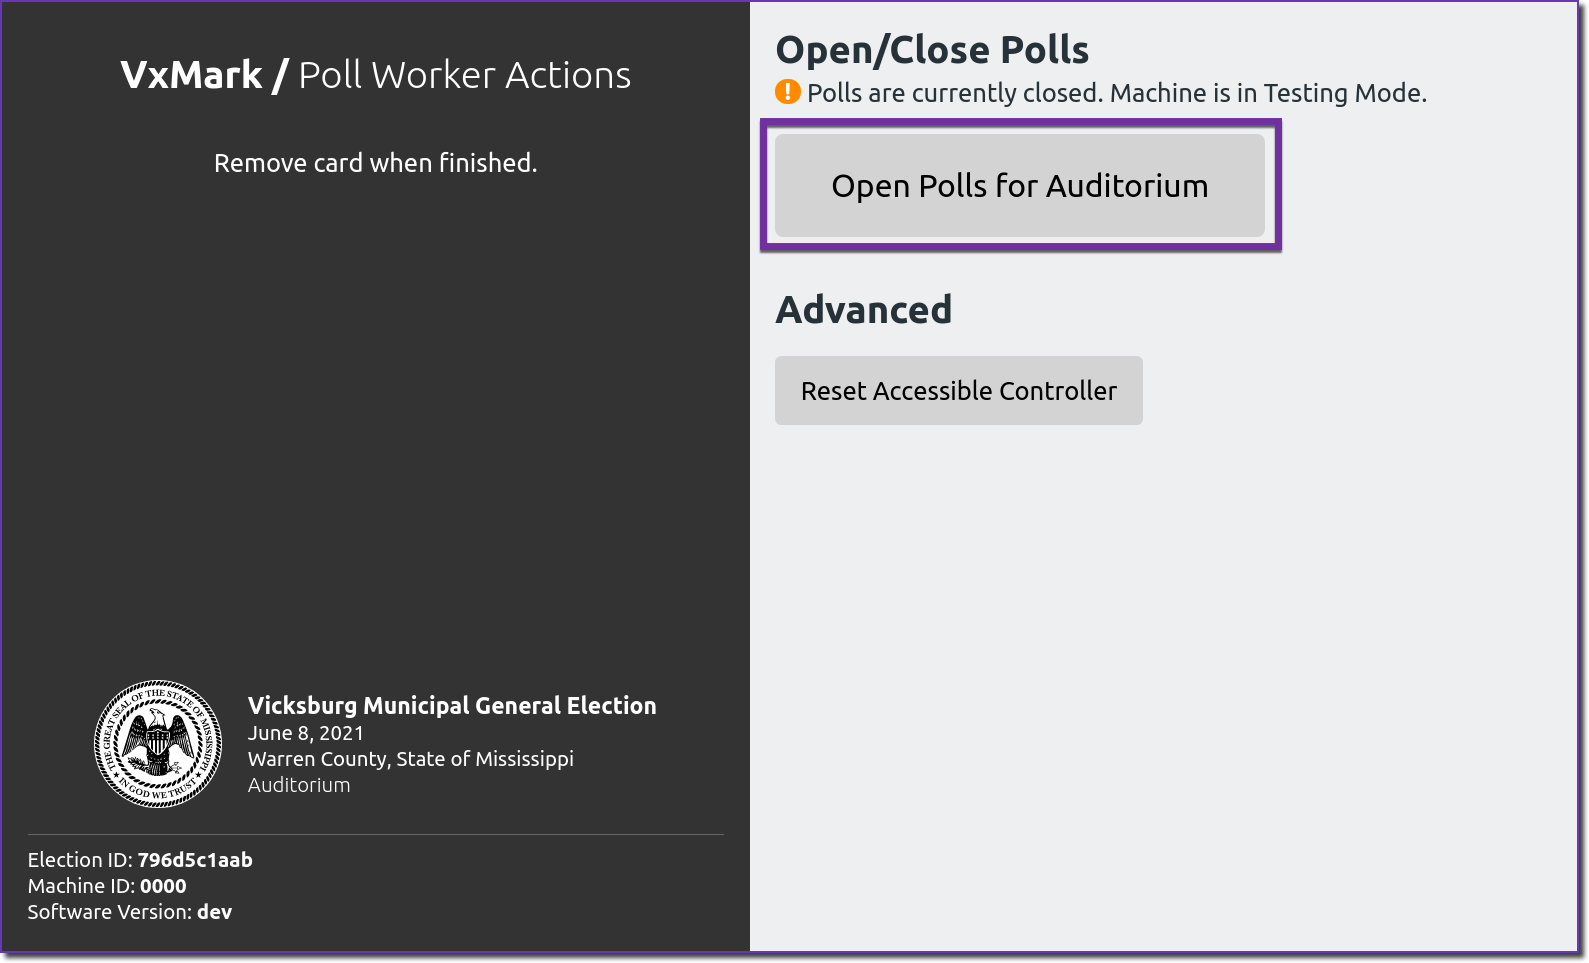 VxMark / Poll Worker Actions
Remove card when finished.
THE GREAT SEAL OF THE STATE OF MISSISSIPPI
IN GOD WE TRUST
Vicksburg Municipal General Election
June 8, 2021
Warren County, State of Mississippi
Auditorium
Election ID: 796d5c1aab
Machine ID: 0000
Software Version: dev
Open/Close Polls
Polls are currently closed. Machine is in Testing Mode.
Open Polls for Auditorium
Advanced
Reset Accessible Controller